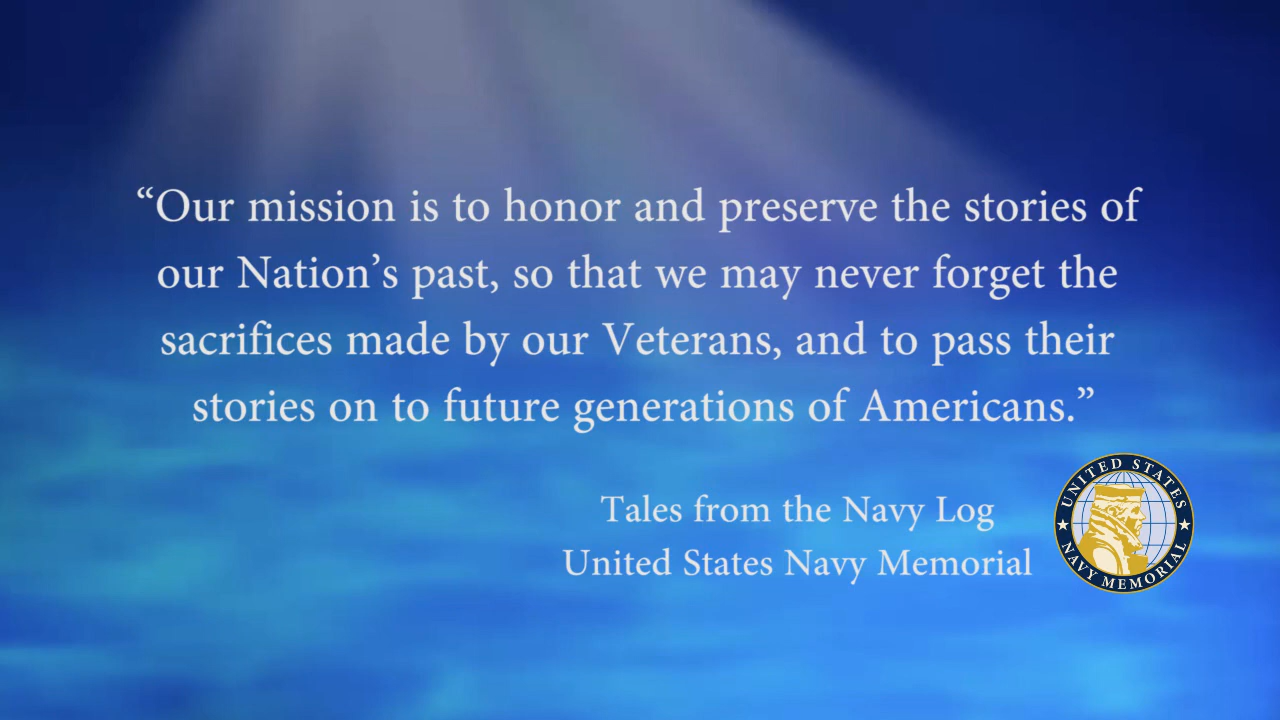 “Our mission is to honor and preserve the stories of
our Nation’s past, so that we may never forget the
sacrifices made by our Veterans, and to pass their
stories on to future generations of Americans.”
Tales from the Navy Log
United States Navy Memorial
UNITED STATES
NAVY MEMORIAL